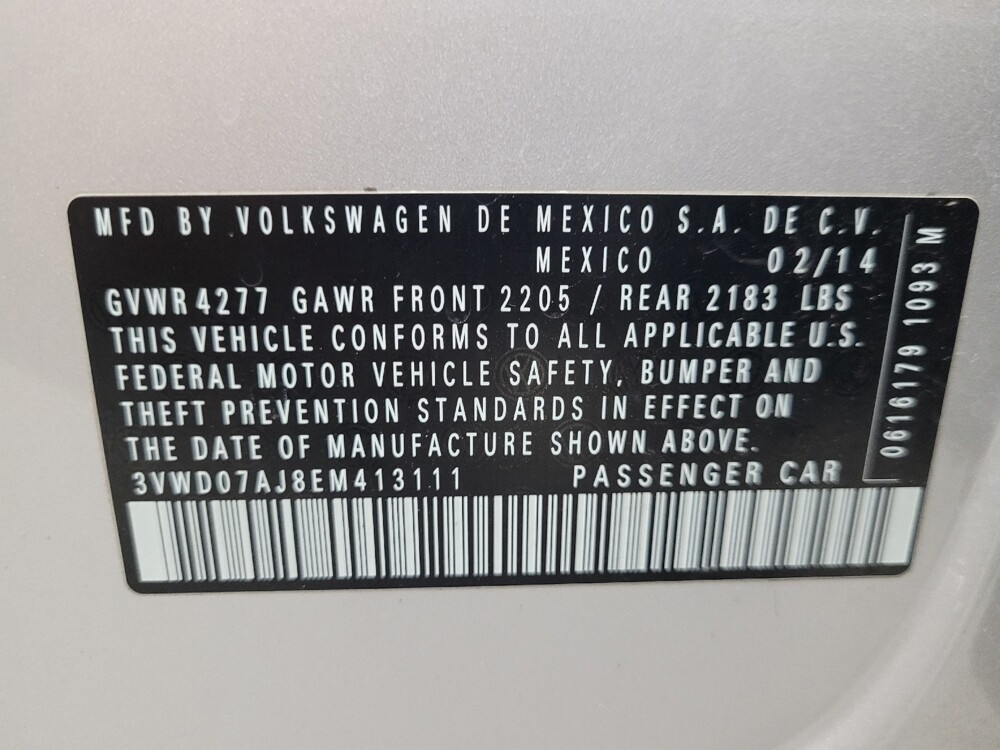 MFD BY VOLKSWAGEN DE MEXICO S.A. DE C.V.
MEXICO 02/14
GVWR 4277 GAWR FRONT 2205 / REAR 2183 LBS
THIS VEHICLE CONFORMS TO ALL APPLICABLE U.S.
FEDERAL MOTOR VEHICLE SAFETY, BUMPER AND
THEFT PREVENTION STANDARDS IN EFFECT ON
THE DATE OF MANUFACTURE SHOWN ABOVE.
3VWD07AJ8EM413111 PASSENGER CAR
0616179 1093 M